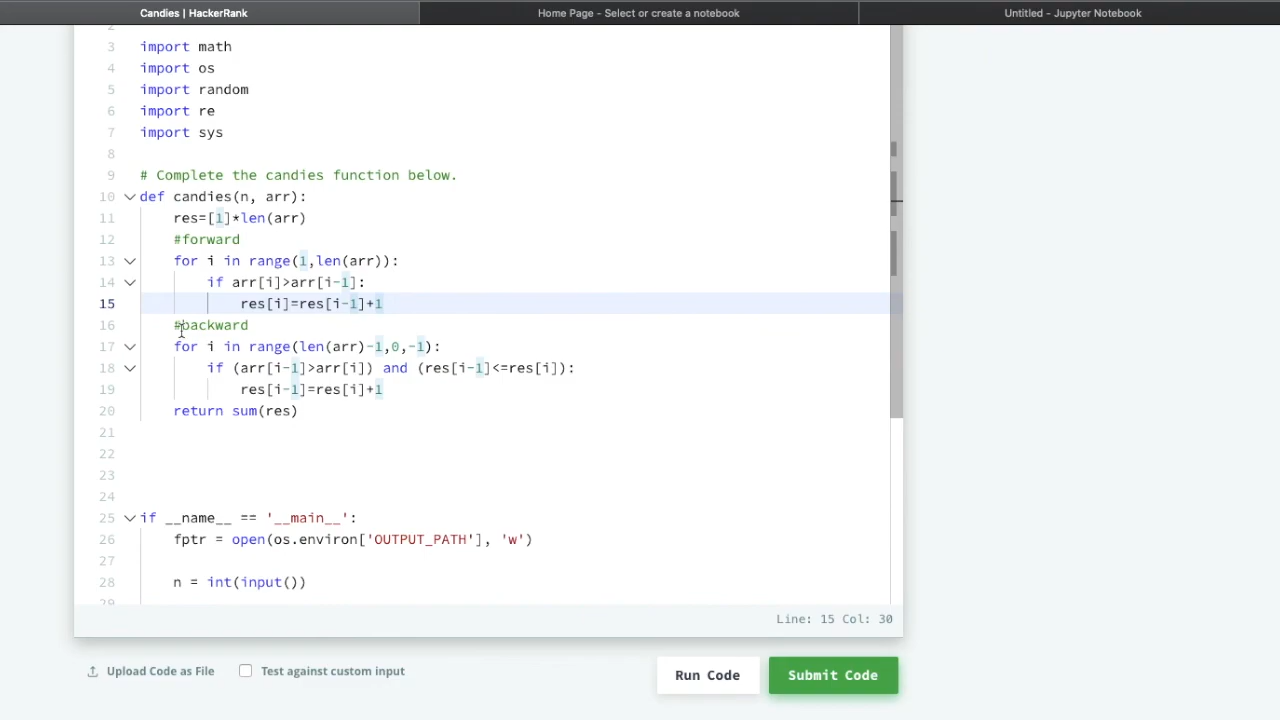 Candies | HackerRank
Home Page - Select or create a notebook
Untitled - Jupyter Notebook
2
3 import math
4 import os
5 import random
6 import re
7 import sys
8
9 # Complete the candies function below.
10 def candies(n, arr):
11 res=[1]*len(arr)
12 #forward
13 for i in range(1,len(arr)):
14 if arr[i]>arr[i-1]:
15 res[i]=res[i-1]+1
16 #backward
17 for i in range(len(arr)-1,0,-1):
18 if (arr[i-1]>arr[i]) and (res[i-1]<=res[i]):
19 res[i-1]=res[i]+1
20 return sum(res)
21
22
23
24
25 if __name__ == '__main__':
26 fptr = open(os.environ['OUTPUT_PATH'], 'w')
27
28 n = int(input())
29
Line: 15 Col: 30
Upload Code as File
Test against custom input
Run Code
Submit Code